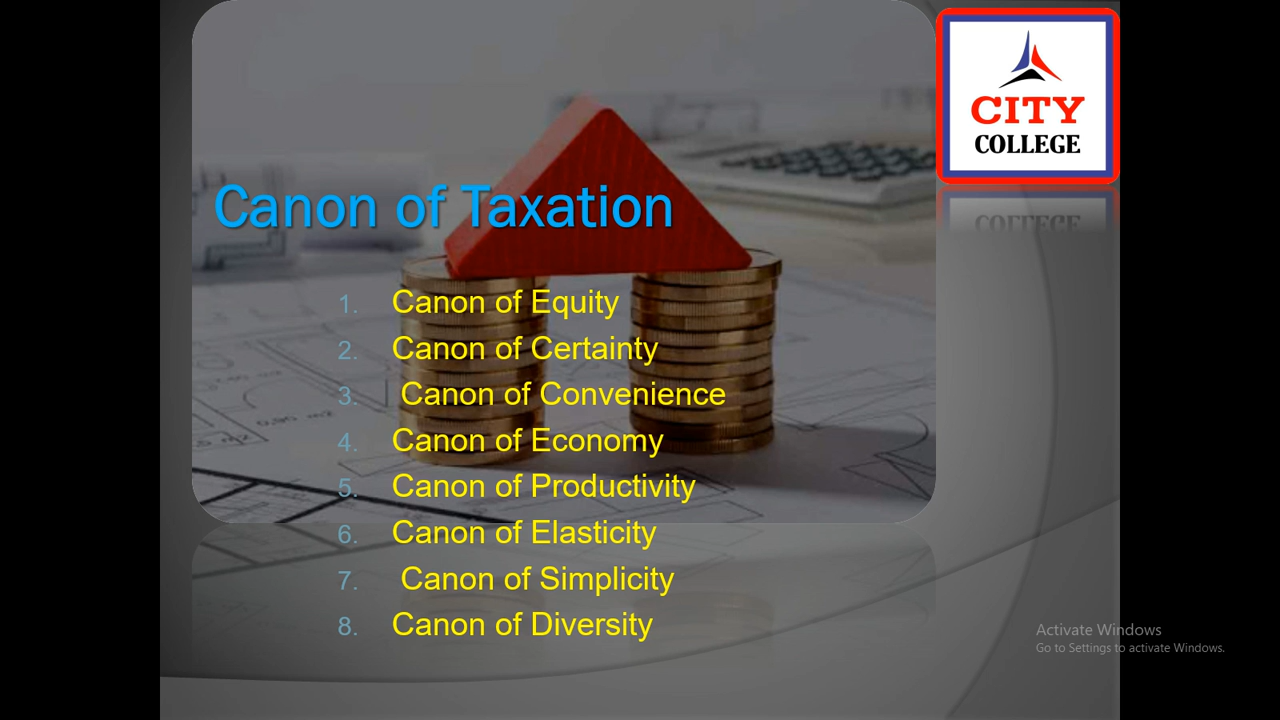 CITY
COLLEGE
Canon of Taxation
1. Canon of Equity
2. Canon of Certainty
3. Canon of Convenience
4. Canon of Economy
5. Canon of Productivity
6. Canon of Elasticity
7. Canon of Simplicity
8. Canon of Diversity
Activate Windows
Go to Settings to activate Windows.